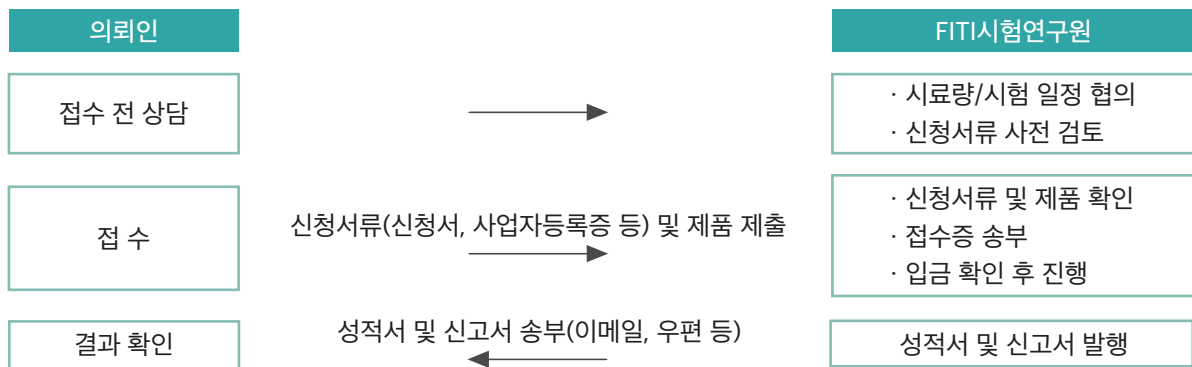 의뢰인
FITI시험연구원
접수 전 상담
· 시료량/시험 일정 협의
· 신청서류 사전 검토
접 수
신청서류(신청서, 사업자등록증 등) 및 제품 제출
· 신청서류 및 제품 확인
· 접수증 송부
· 입금 확인 후 진행
결과 확인
성적서 및 신고서 송부(이메일, 우편 등)
성적서 및 신고서 발행